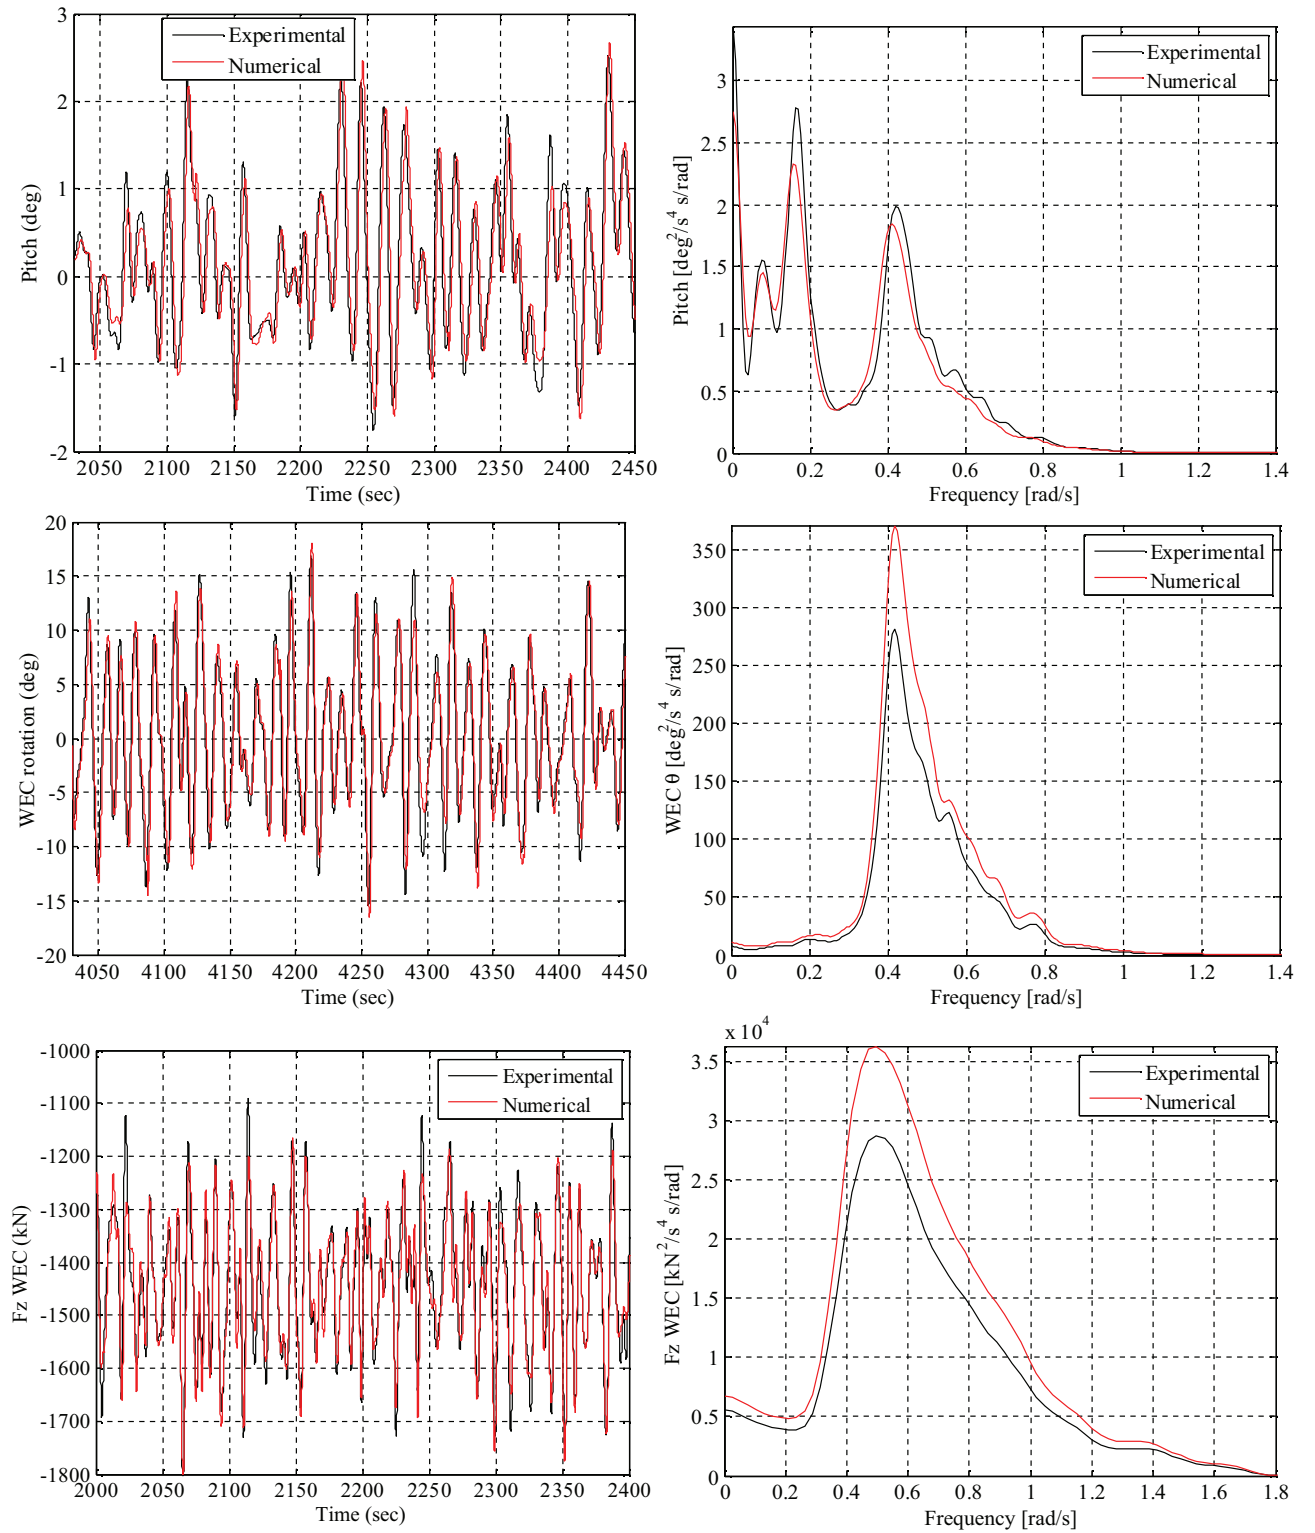 3
2
1
0
-1
-2
Pitch (deg)
Experimental
Numerical
2050 2100 2150 2200 2250 2300 2350 2400 2450
Time (sec)
3
2.5
2
1.5
1
0.5
0
Pitch [deg²/s⁴ s/rad]
Experimental
Numerical
0 0.2 0.4 0.6 0.8 1 1.2 1.4
Frequency [rad/s]
20
15
10
5
0
-5
-10
-15
-20
WEC rotation (deg)
Experimental
Numerical
4050 4100 4150 4200 4250 4300 4350 4400 4450
Time (sec)
350
300
250
200
150
100
50
0
WEC θ [deg²/s⁴ s/rad]
Experimental
Numerical
0 0.2 0.4 0.6 0.8 1 1.2 1.4
Frequency [rad/s]
-1000
-1100
-1200
-1300
-1400
-1500
-1600
-1700
-1800
Fz WEC (kN)
Experimental
Numerical
2000 2050 2100 2150 2200 2250 2300 2350 2400
Time (sec)
x 10⁴
3.5
3
2.5
2
1.5
1
0.5
0
Fz WEC [kN²/s⁴ s/rad]
Experimental
Numerical
0 0.2 0.4 0.6 0.8 1.0 1.2 1.4 1.6 1.8
Frequency [rad/s]